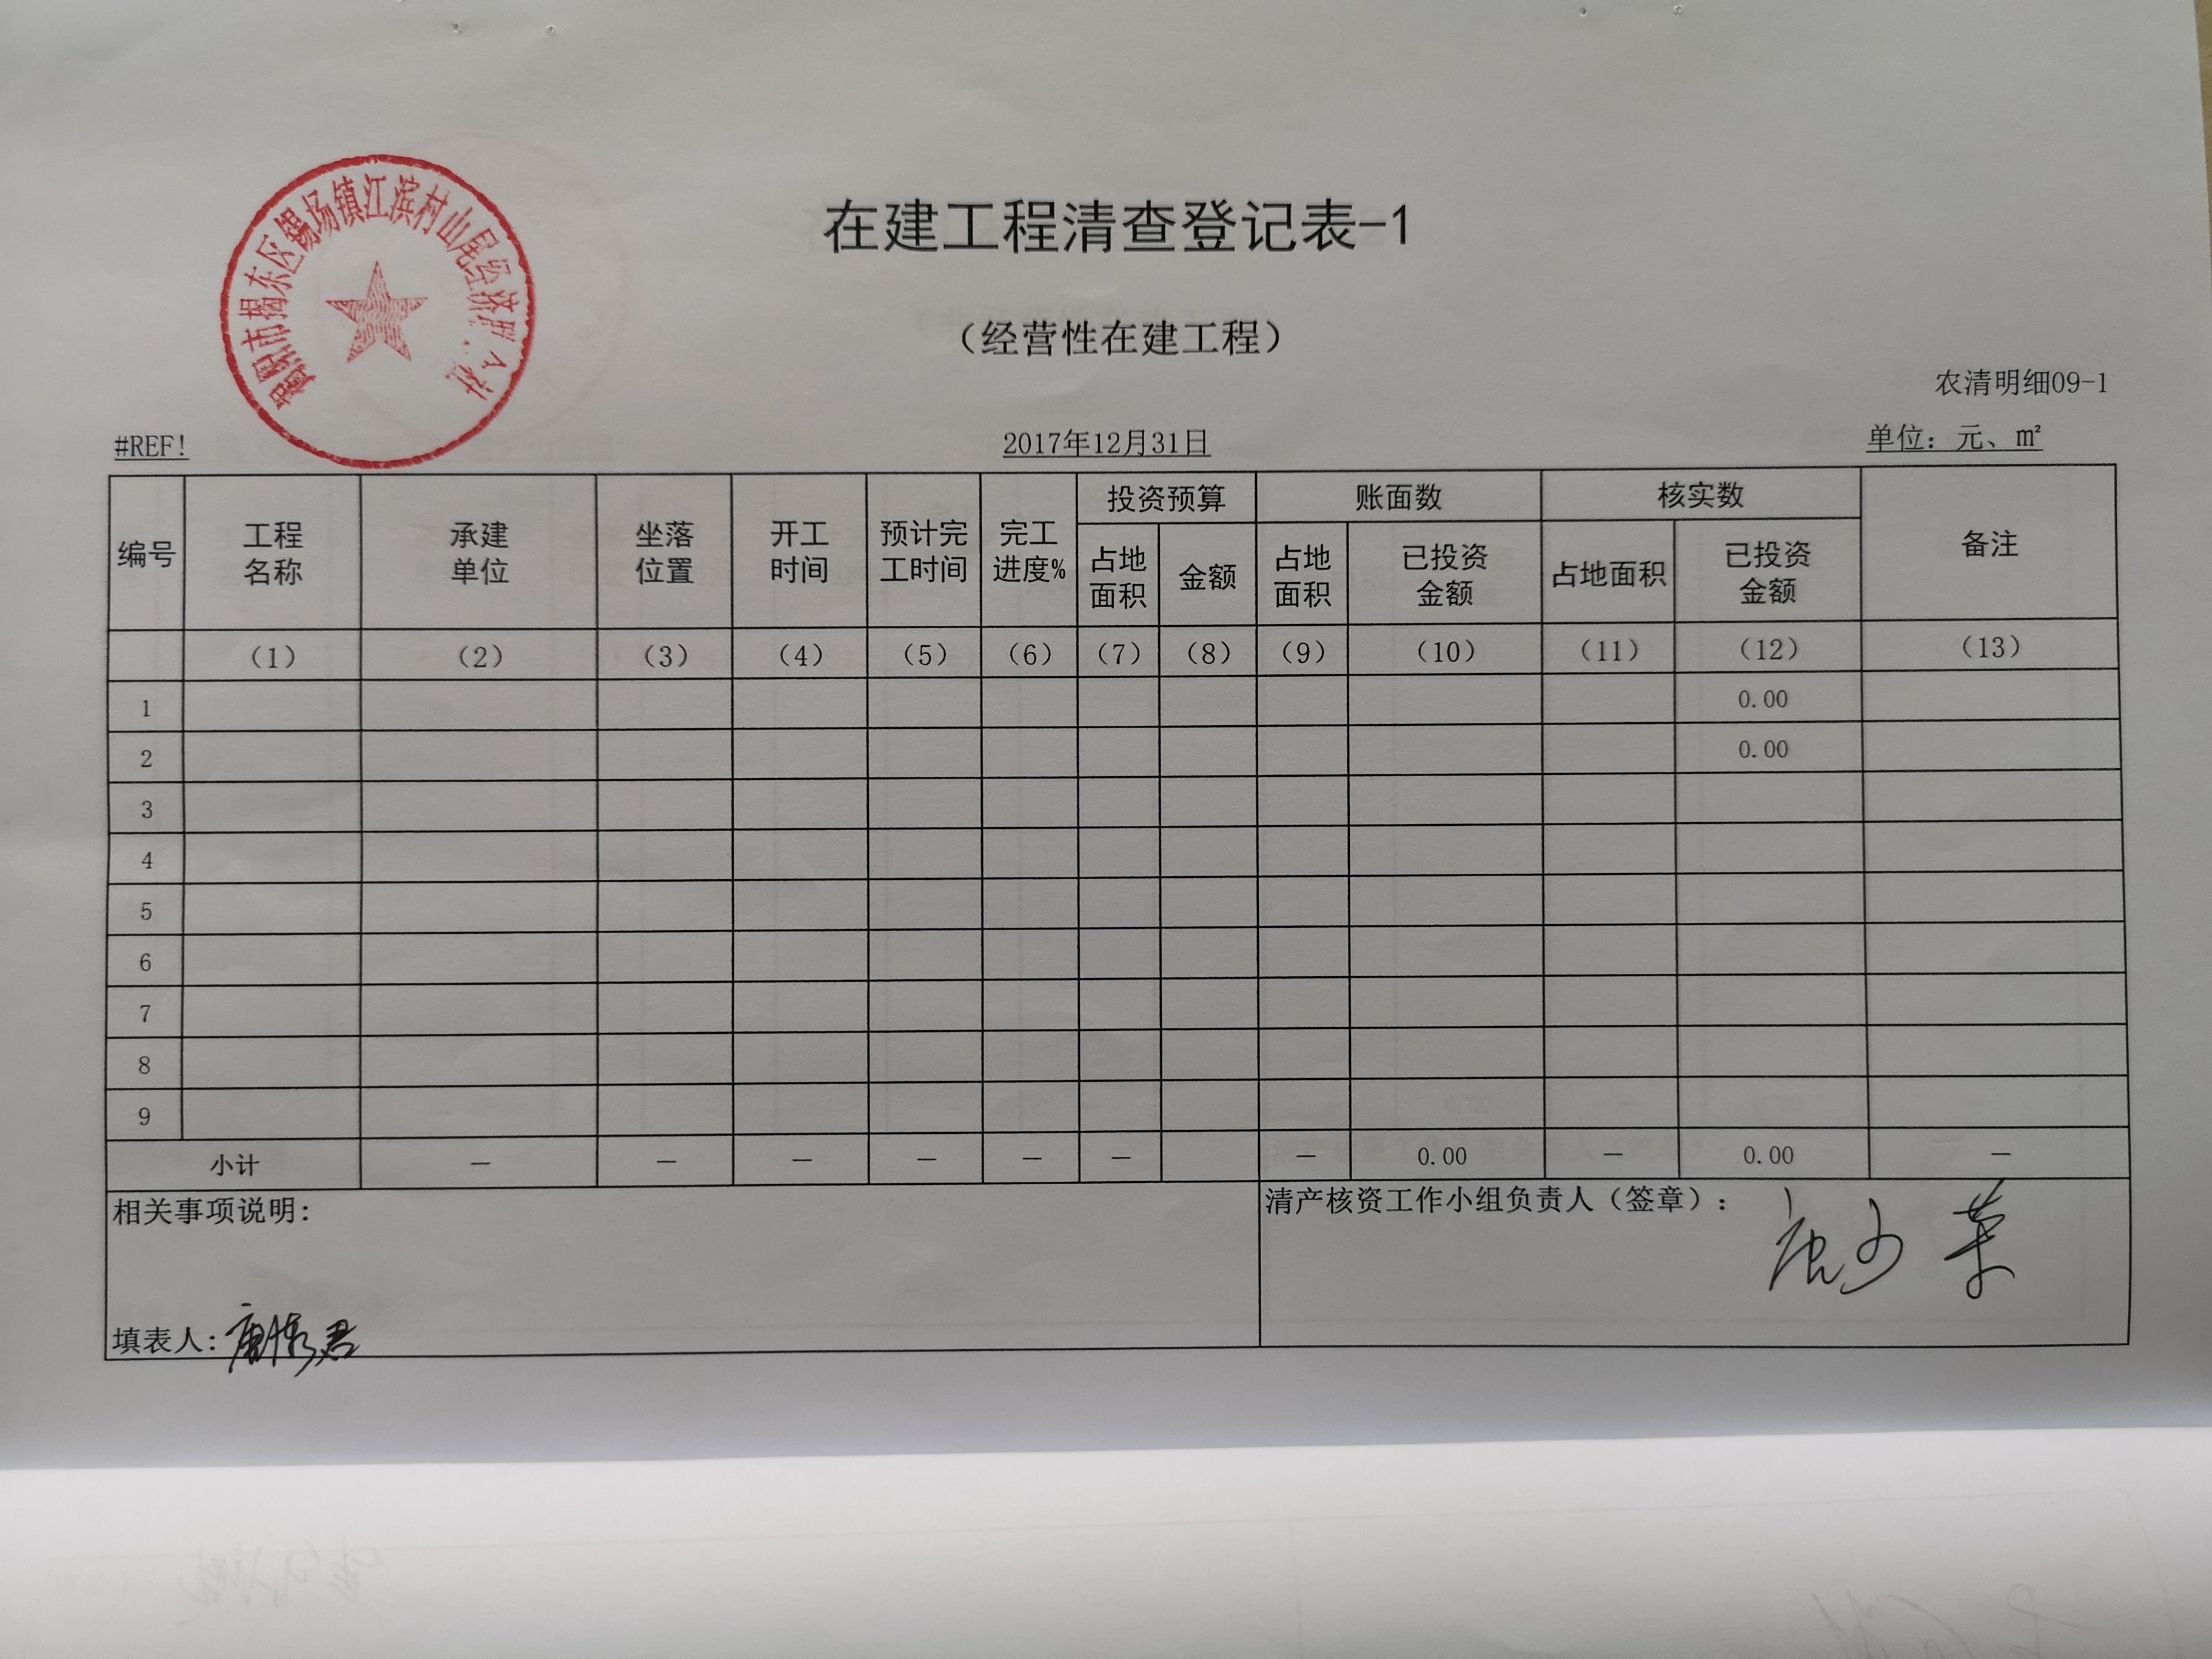 揭阳市揭东区锡场镇江滨村山尾经济联合社
在建工程清查登记表-1
（经营性在建工程）
农清明细09-1
#REF! 2017年12月31日 单位：元、㎡
编号 工程名称 承建单位 坐落位置 开工时间 预计完工时间 完工进度% 投资预算 账面数 核实数 备注
占地面积 金额 占地面积 已投资金额 占地面积 已投资金额
（1） （2） （3） （4） （5） （6） （7） （8） （9） （10） （11） （12） （13）
1 0.00
2 0.00
3
4
5
6
7
8
9
小计 — — — — — — — 0.00 — 0.00 —
相关事项说明： 清产核资工作小组负责人（签章）：
填表人：